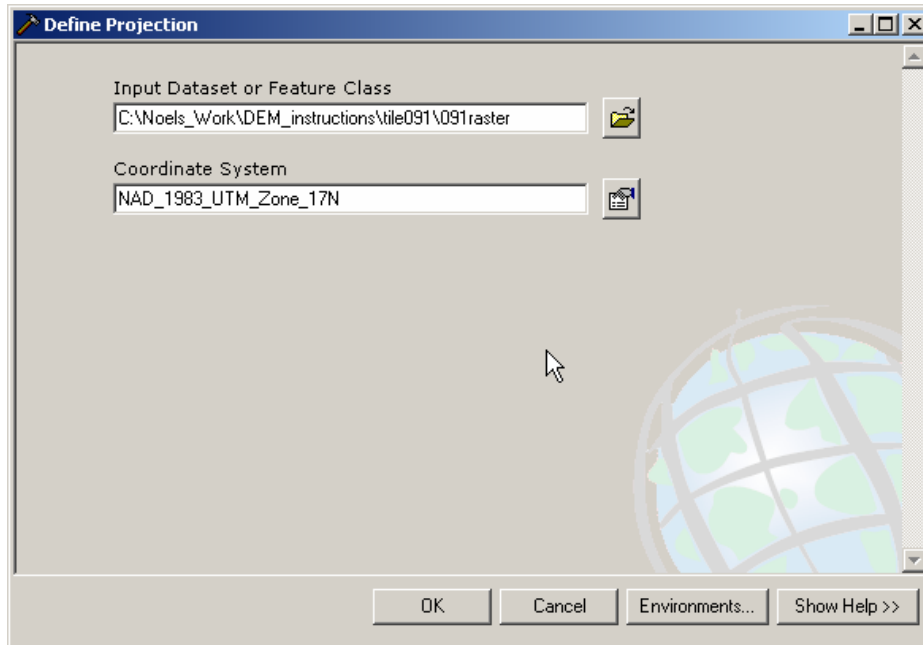 Define Projection
Input Dataset or Feature Class
C:\Noels_Work\DEM_instructions\tile091\091raster
Coordinate System
NAD_1983_UTM_Zone_17N
OK Cancel Environments... Show Help >>